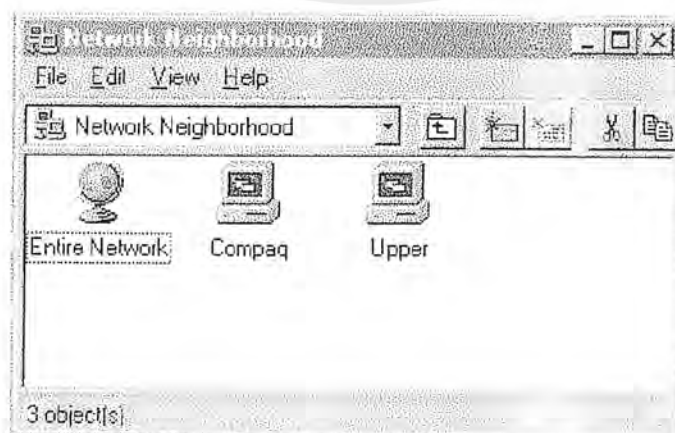 Network Neighborhood
File Edit View Help
Network Neighborhood
Entire Network Compaq Upper
3 object(s)